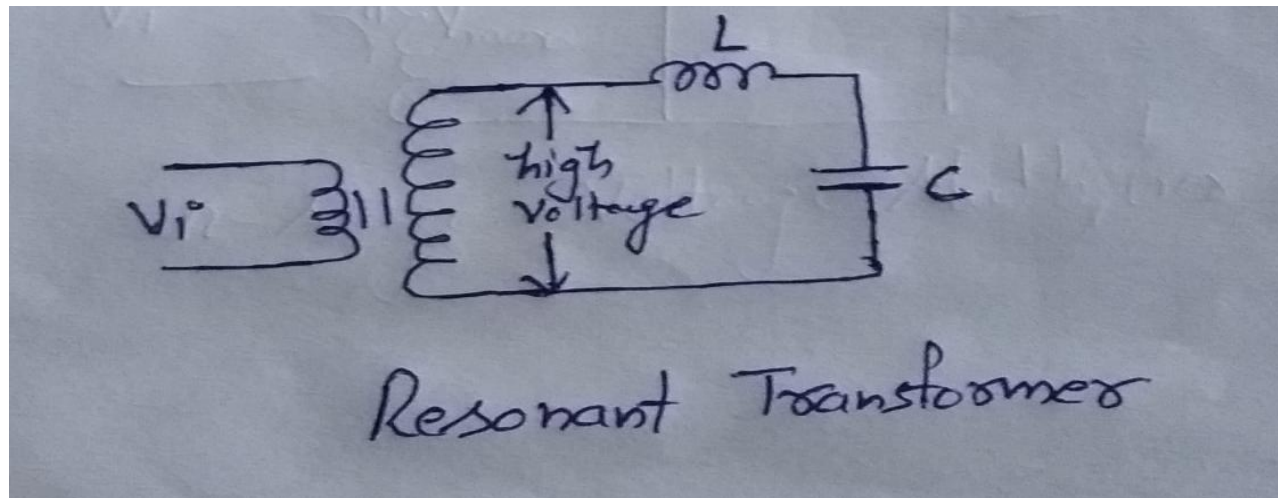 L
high
voltage
Vi
C
Resonant Transformer